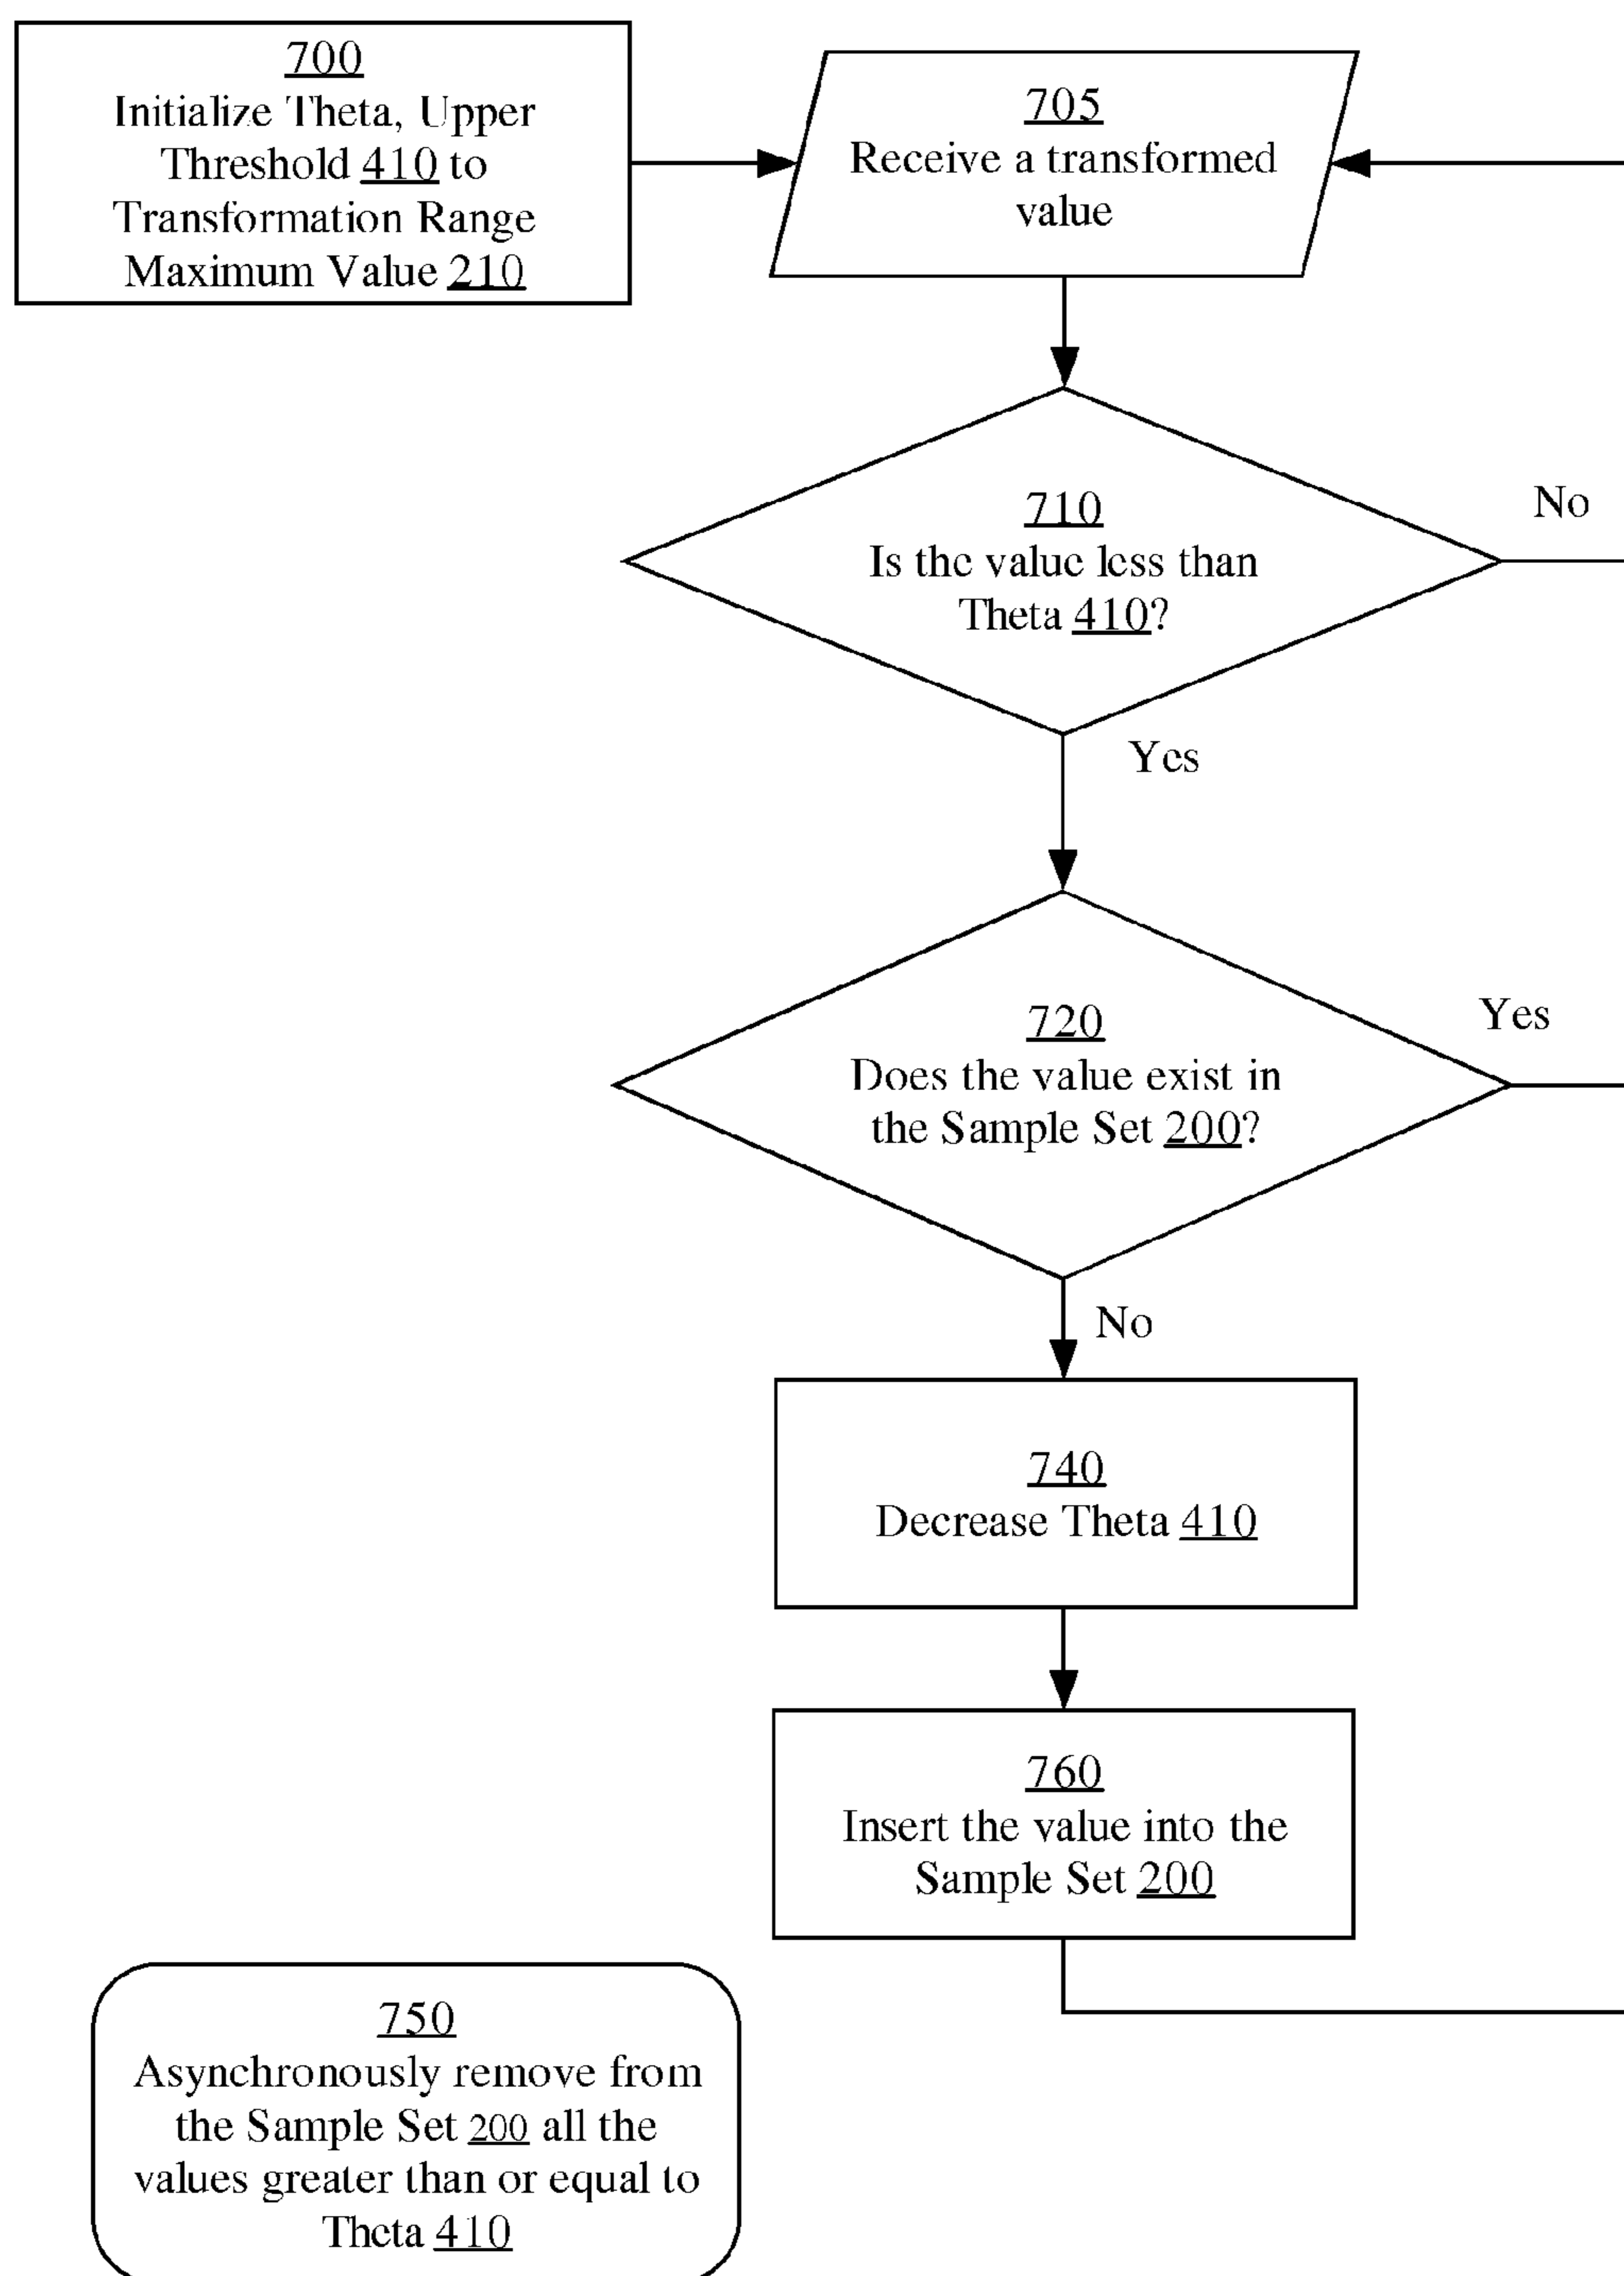 700
Initialize Theta, Upper
Threshold 410 to
Transformation Range
Maximum Value 210
705
Receive a transformed
value
710
Is the value less than
Theta 410?
No
Yes
720
Does the value exist in
the Sample Set 200?
Yes
No
740
Decrease Theta 410
760
Insert the value into the
Sample Set 200
750
Asynchronously remove from
the Sample Set 200 all the
values greater than or equal to
Theta 410